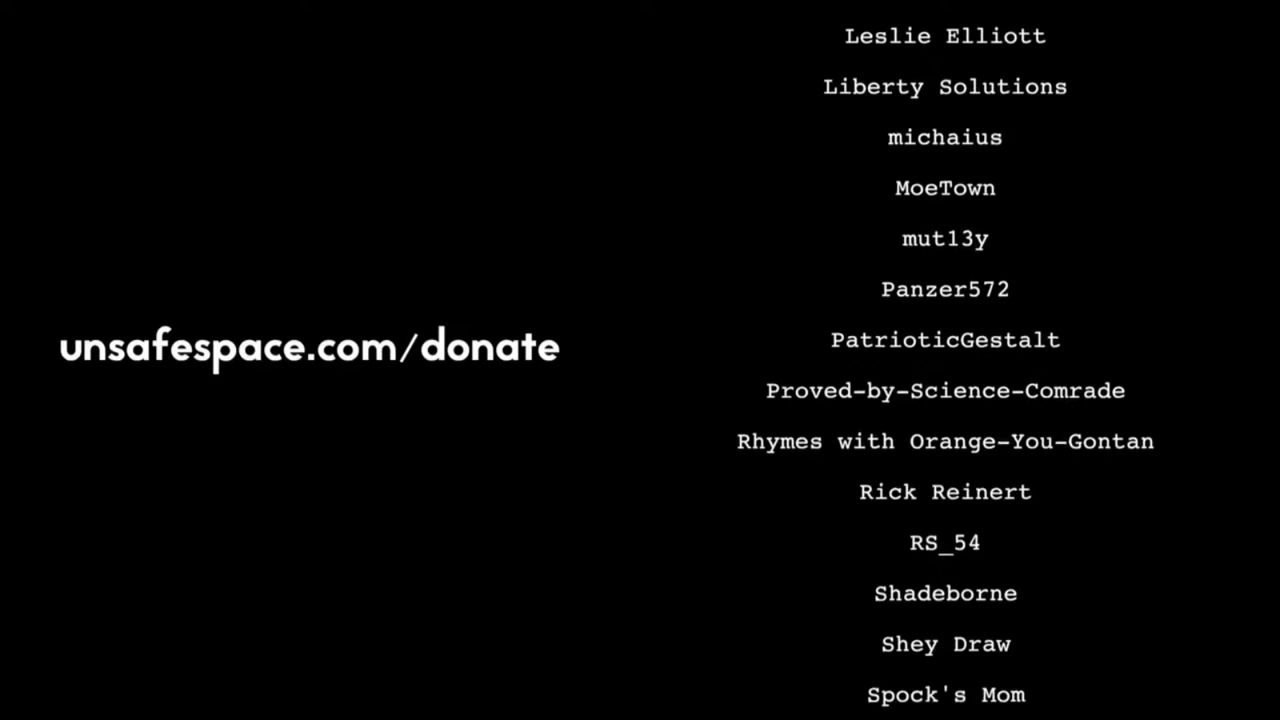 unsafespace.com/donate
Leslie Elliott
Liberty Solutions
michaius
MoeTown
mut13y
Panzer572
PatrioticGestalt
Proved-by-Science-Comrade
Rhymes with Orange-You-Gontan
Rick Reinert
RS_54
Shadeborne
Shey Draw
Spock's Mom